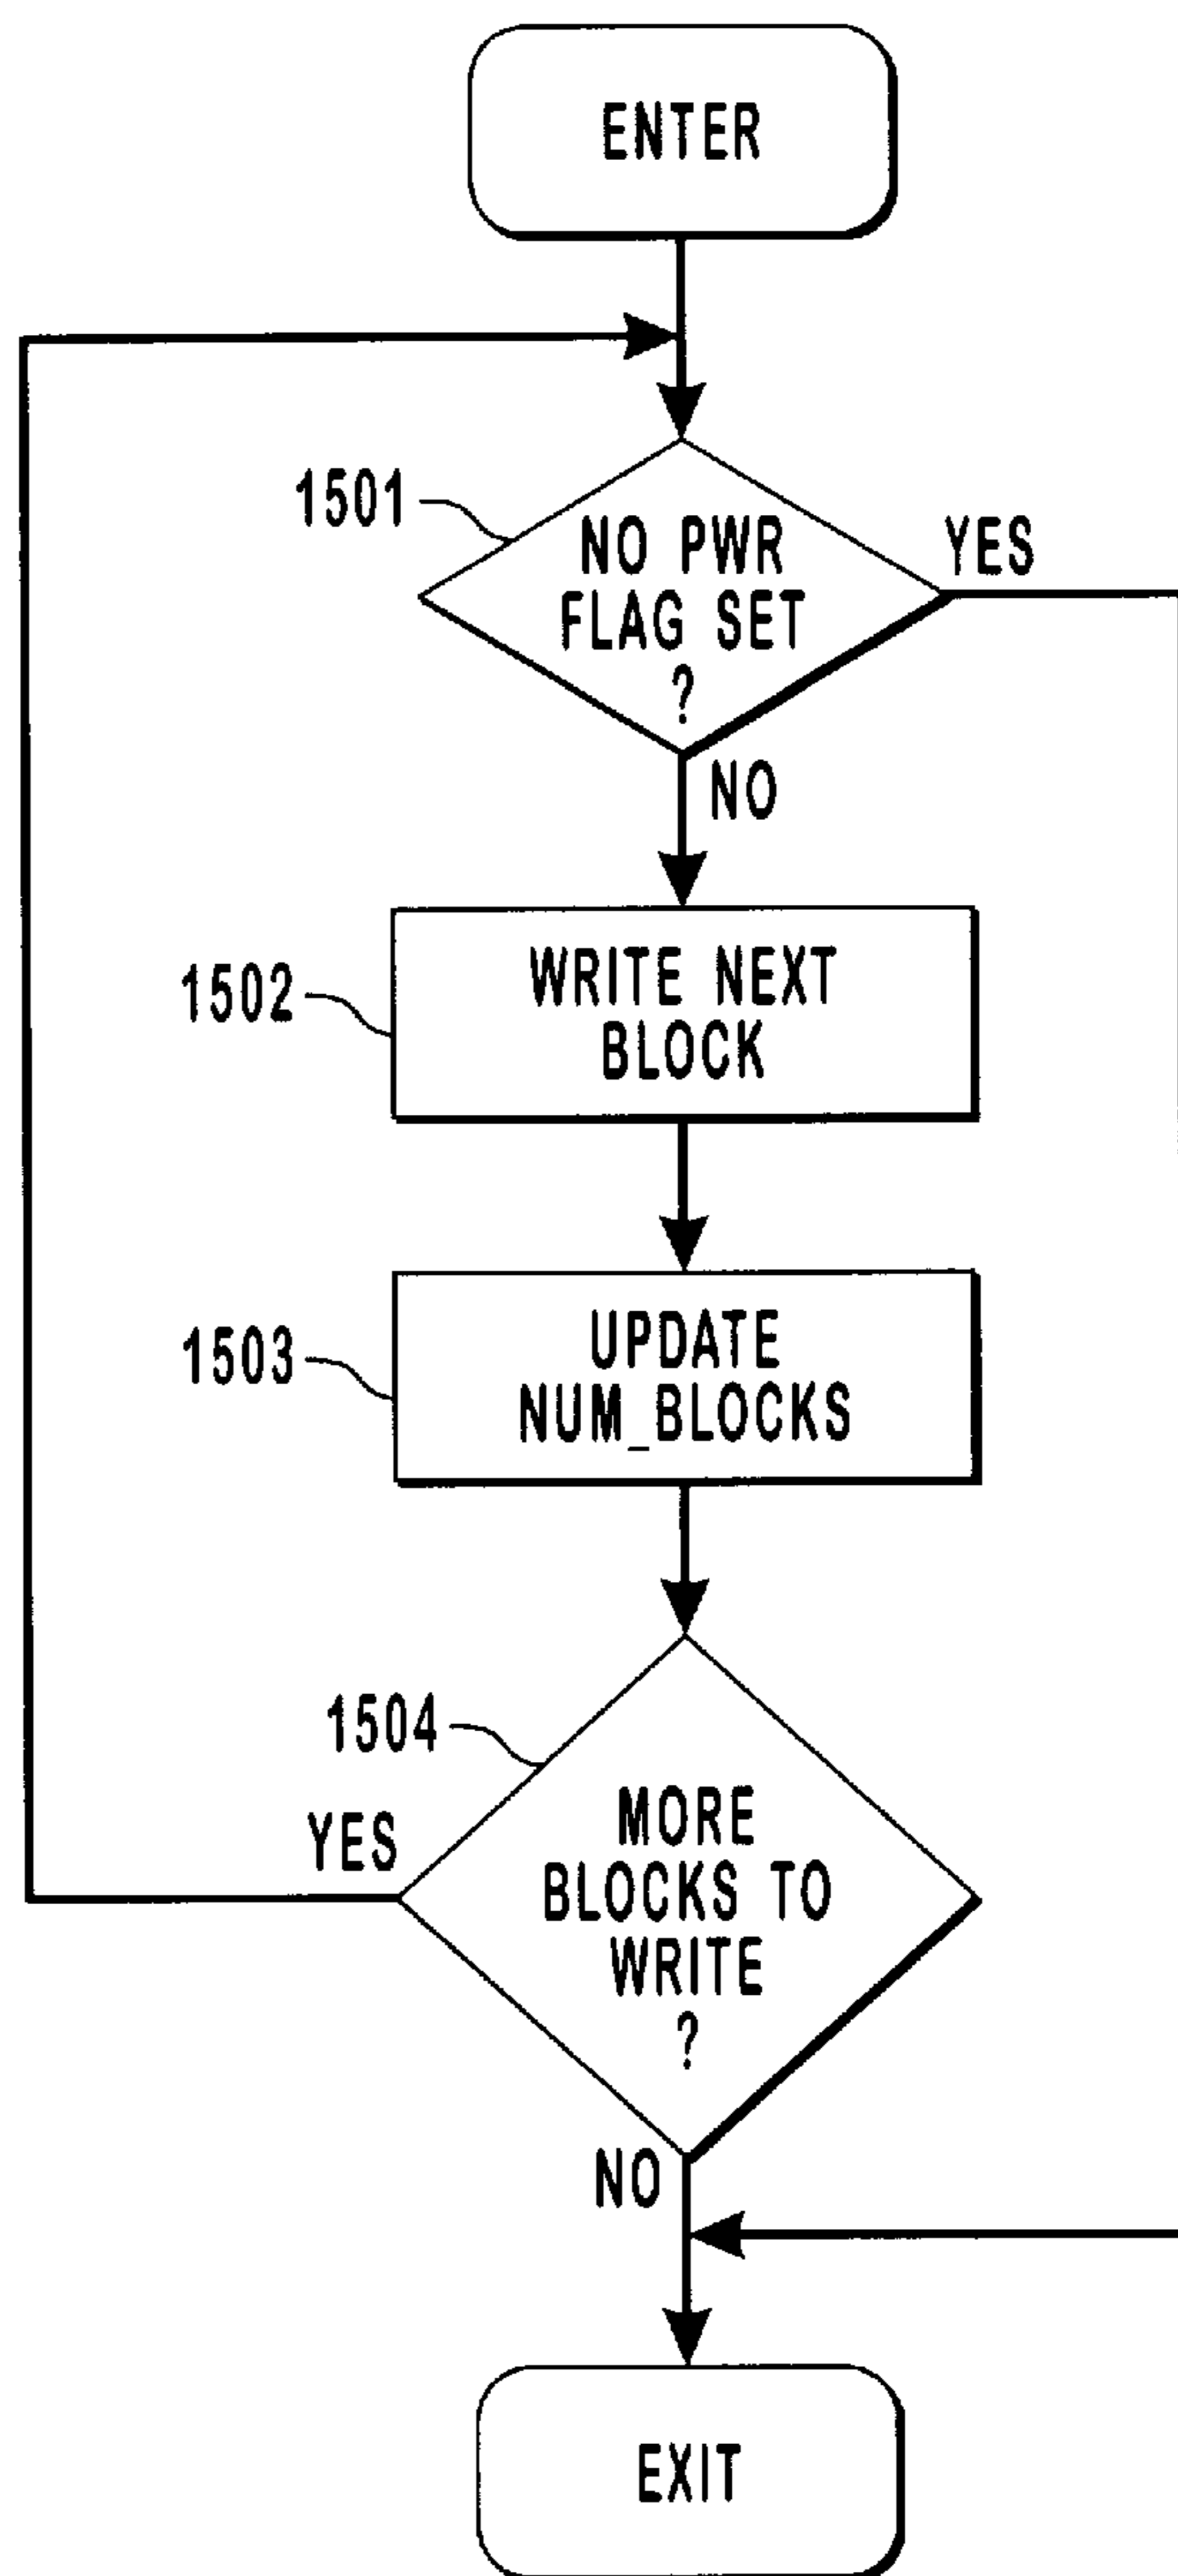 ENTER
1501
NO PWR
FLAG SET
?
YES
NO
1502
WRITE NEXT
BLOCK
1503
UPDATE
NUM_BLOCKS
1504
YES
MORE
BLOCKS TO
WRITE
?
NO
EXIT